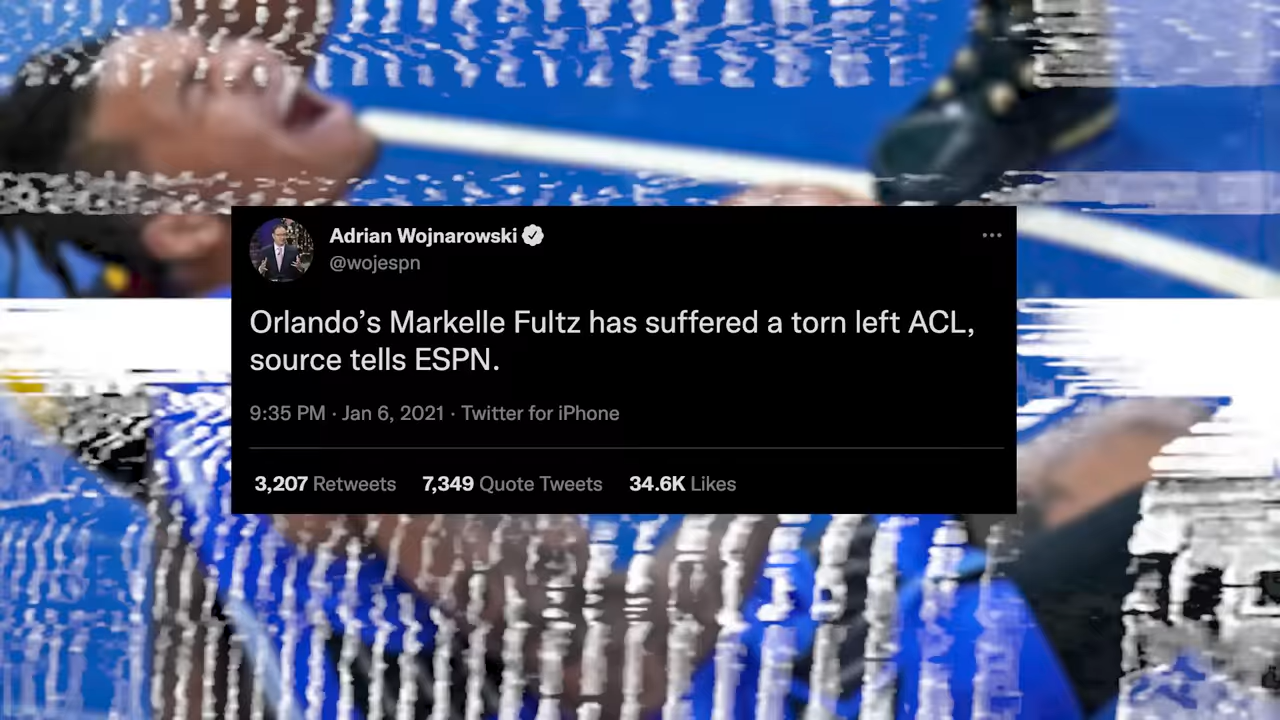 Adrian Wojnarowski
@wojespn
Orlando’s Markelle Fultz has suffered a torn left ACL,
source tells ESPN.
9:35 PM · Jan 6, 2021 · Twitter for iPhone
3,207 Retweets 7,349 Quote Tweets 34.6K Likes